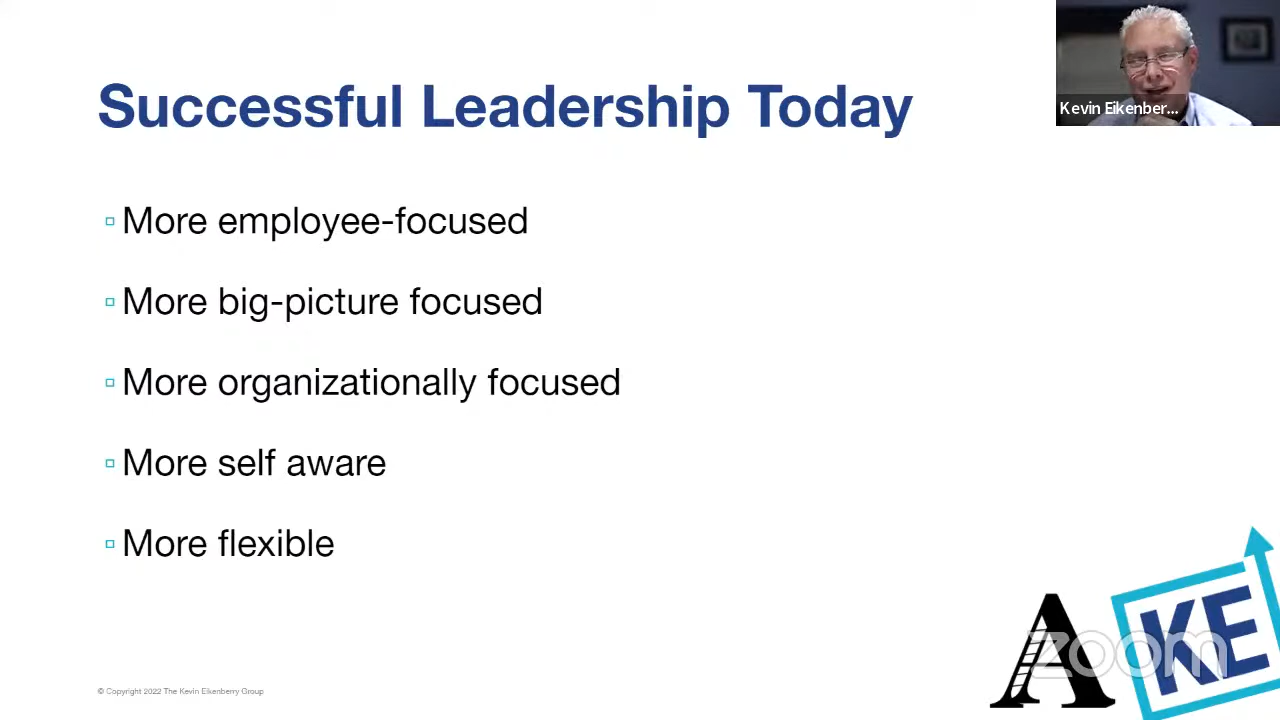 Successful Leadership Today
Kevin Eikenber...
▫ More employee-focused
▫ More big-picture focused
▫ More organizationally focused
▫ More self aware
▫ More flexible
A
KE
zoom
© Copyright 2022 The Kevin Eikenberry Group